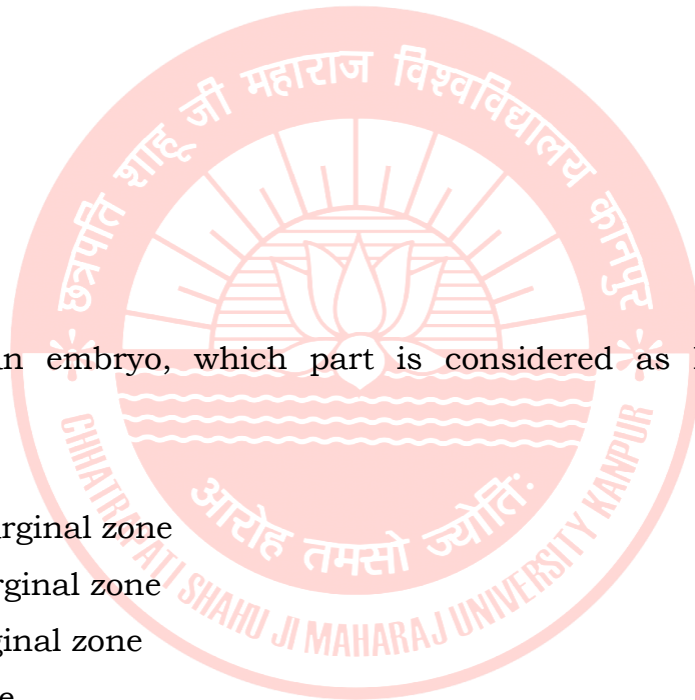 छत्रपति शाहू जी महाराज विश्वविद्यालय कानपुर
in embryo, which part is considered as
आरोह तमसो ज्योतिः
rginal zone
rginal zone
ginal zone
CHHATRAPATI SHAHU JI MAHARAJ UNIVERSITY KANPUR